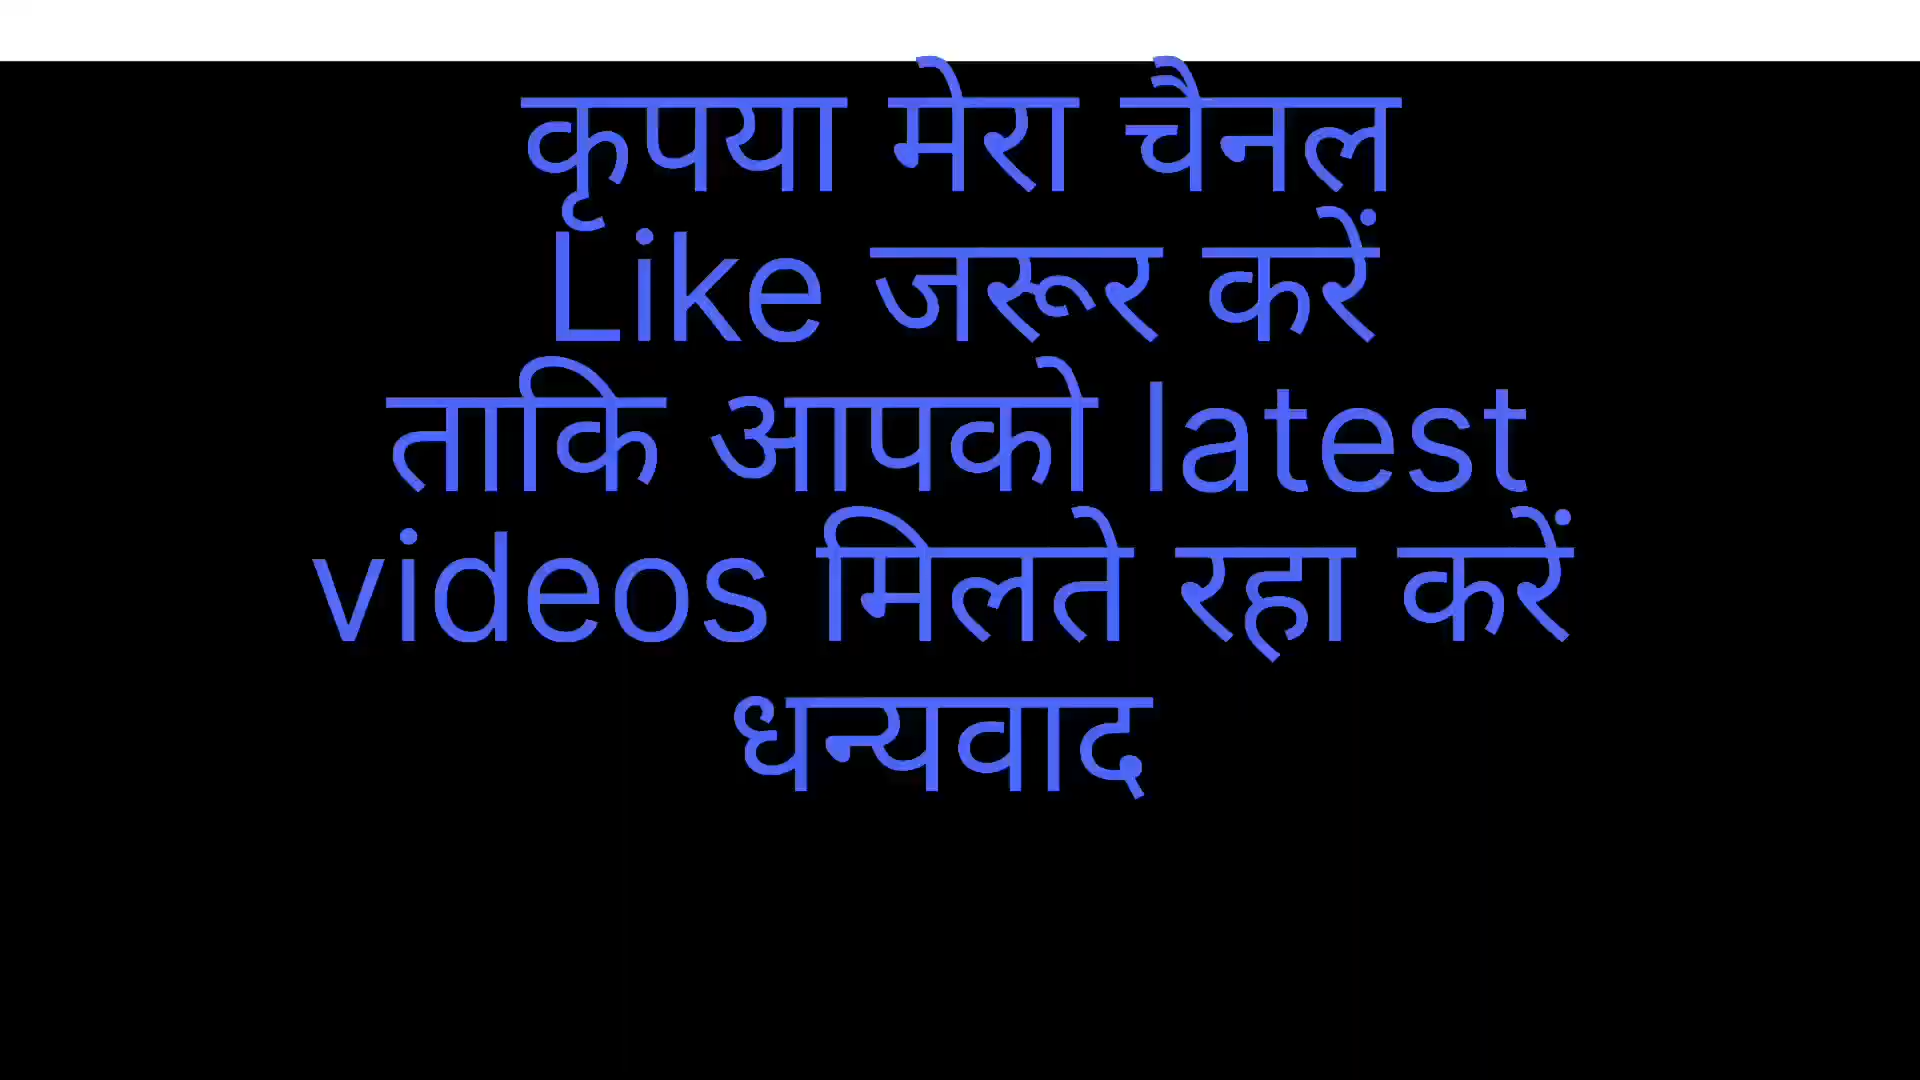 कृपया मेरा चैनल
Like जरूर करें
ताकि आपको latest
videos मिलते रहा करें
धन्यवाद